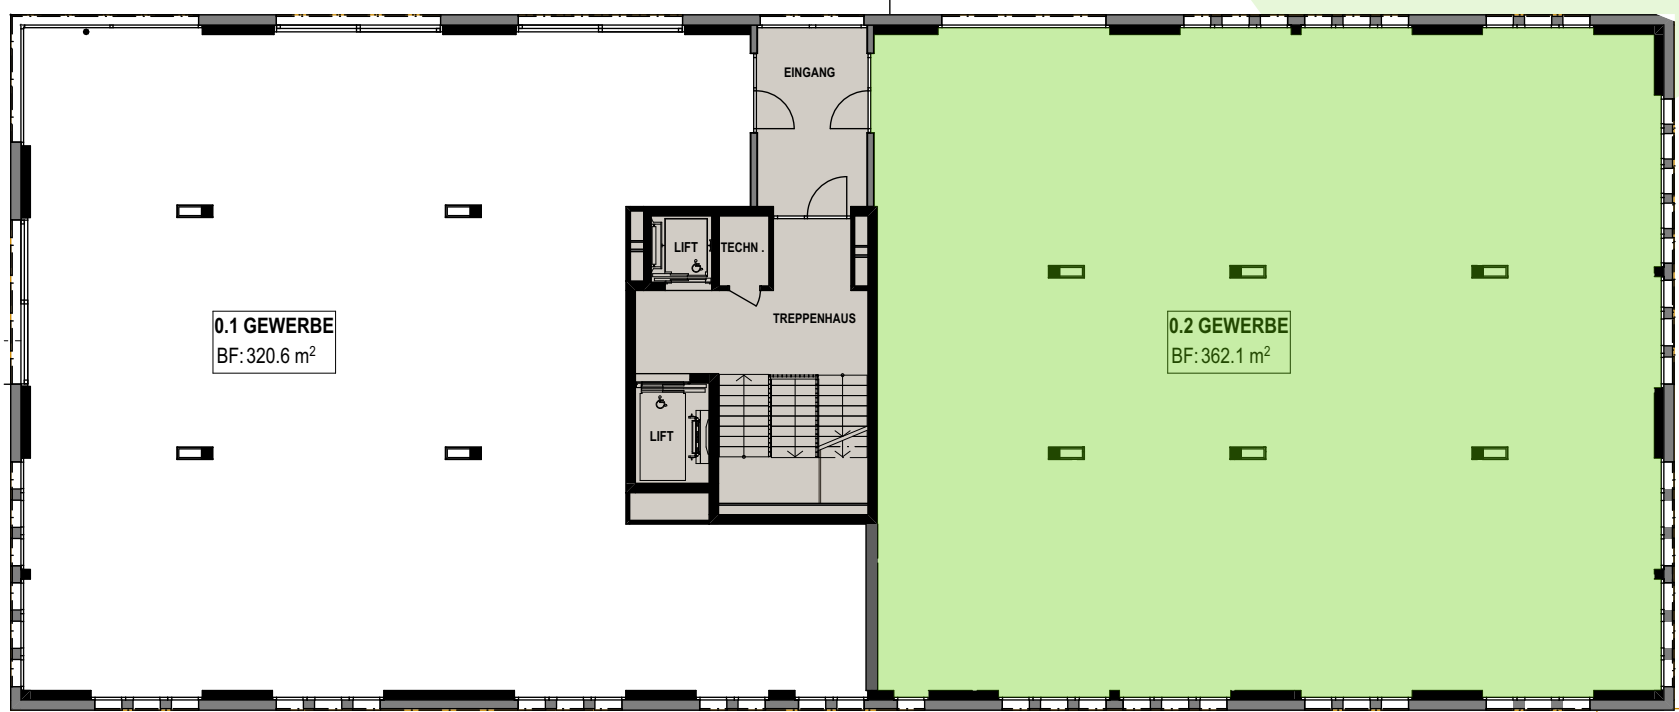 EINGANG
LIFT
TECHN.
TREPPENHAUS
0.1 GEWERBE
BF: 320.6 m²
0.2 GEWERBE
BF: 362.1 m²
LIFT